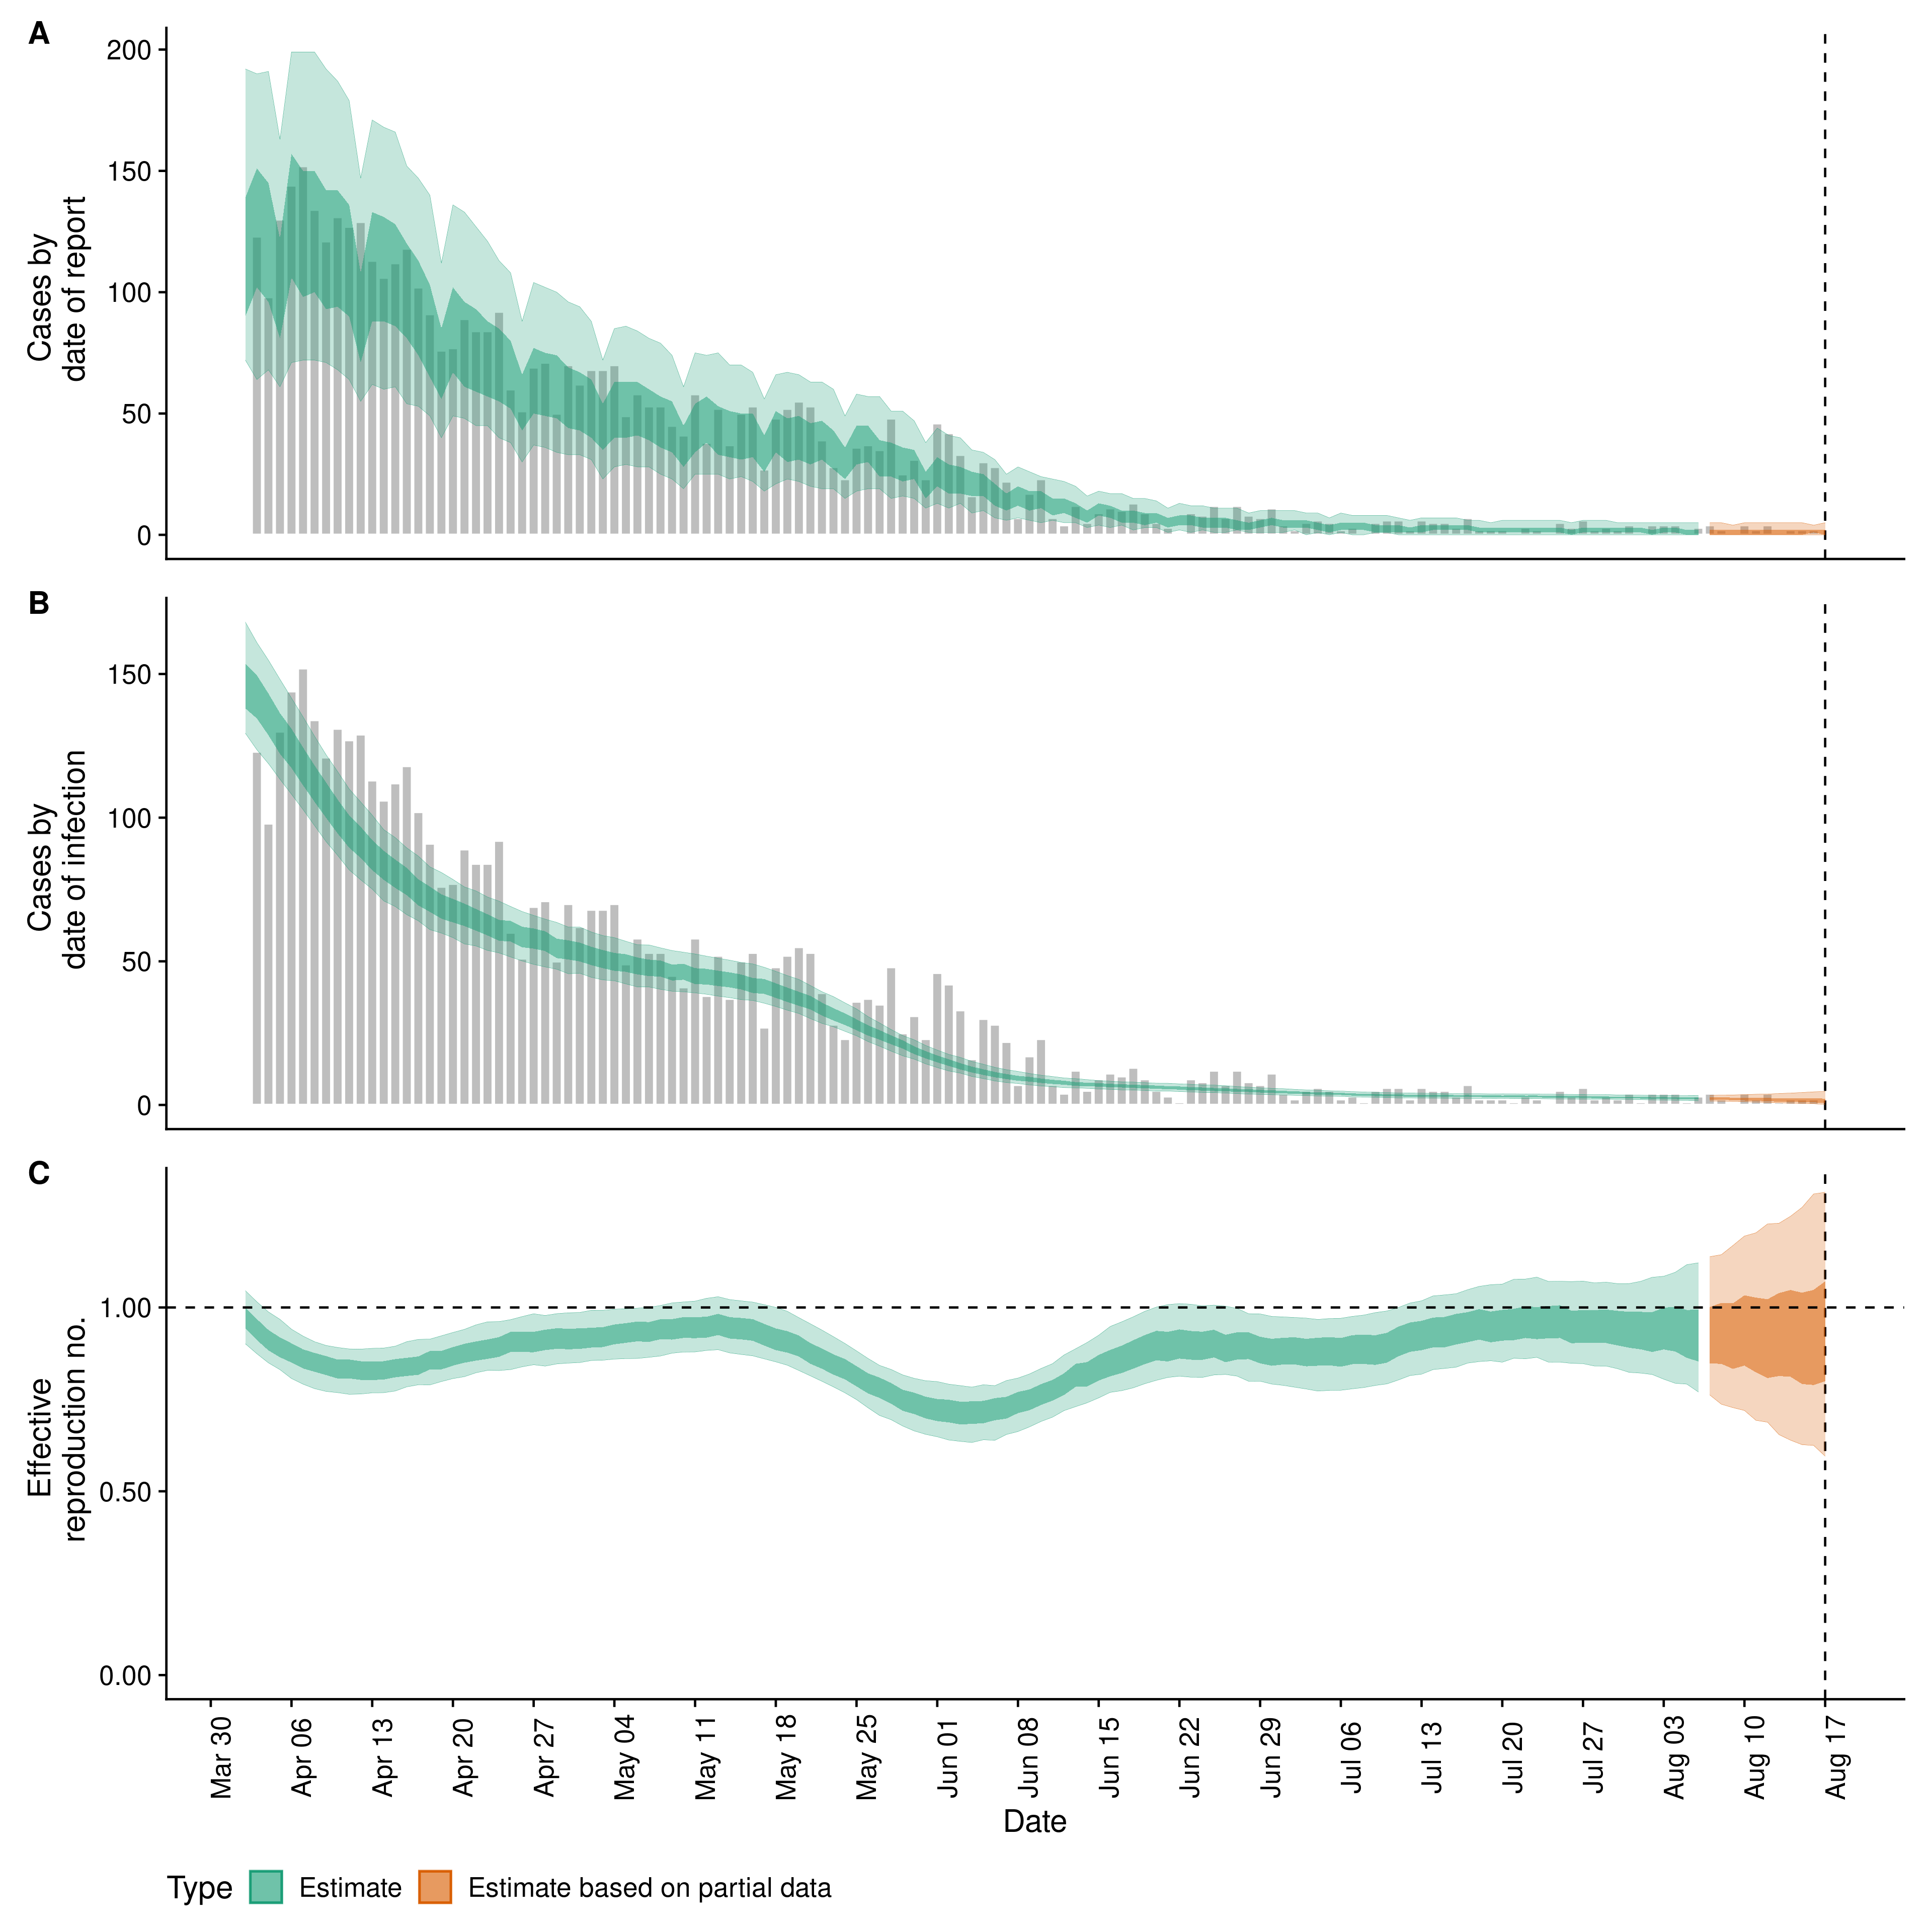 A
200
150
100
50
0
Cases by
date of report
B
150
100
50
0
Cases by
date of infection
C
1.00
0.50
0.00
Effective
reproduction no.
Mar 30
Apr 06
Apr 13
Apr 20
Apr 27
May 04
May 11
May 18
May 25
Jun 01
Jun 08
Jun 15
Jun 22
Jun 29
Jul 06
Jul 13
Jul 20
Jul 27
Aug 03
Aug 10
Aug 17
Date
Type Estimate Estimate based on partial data